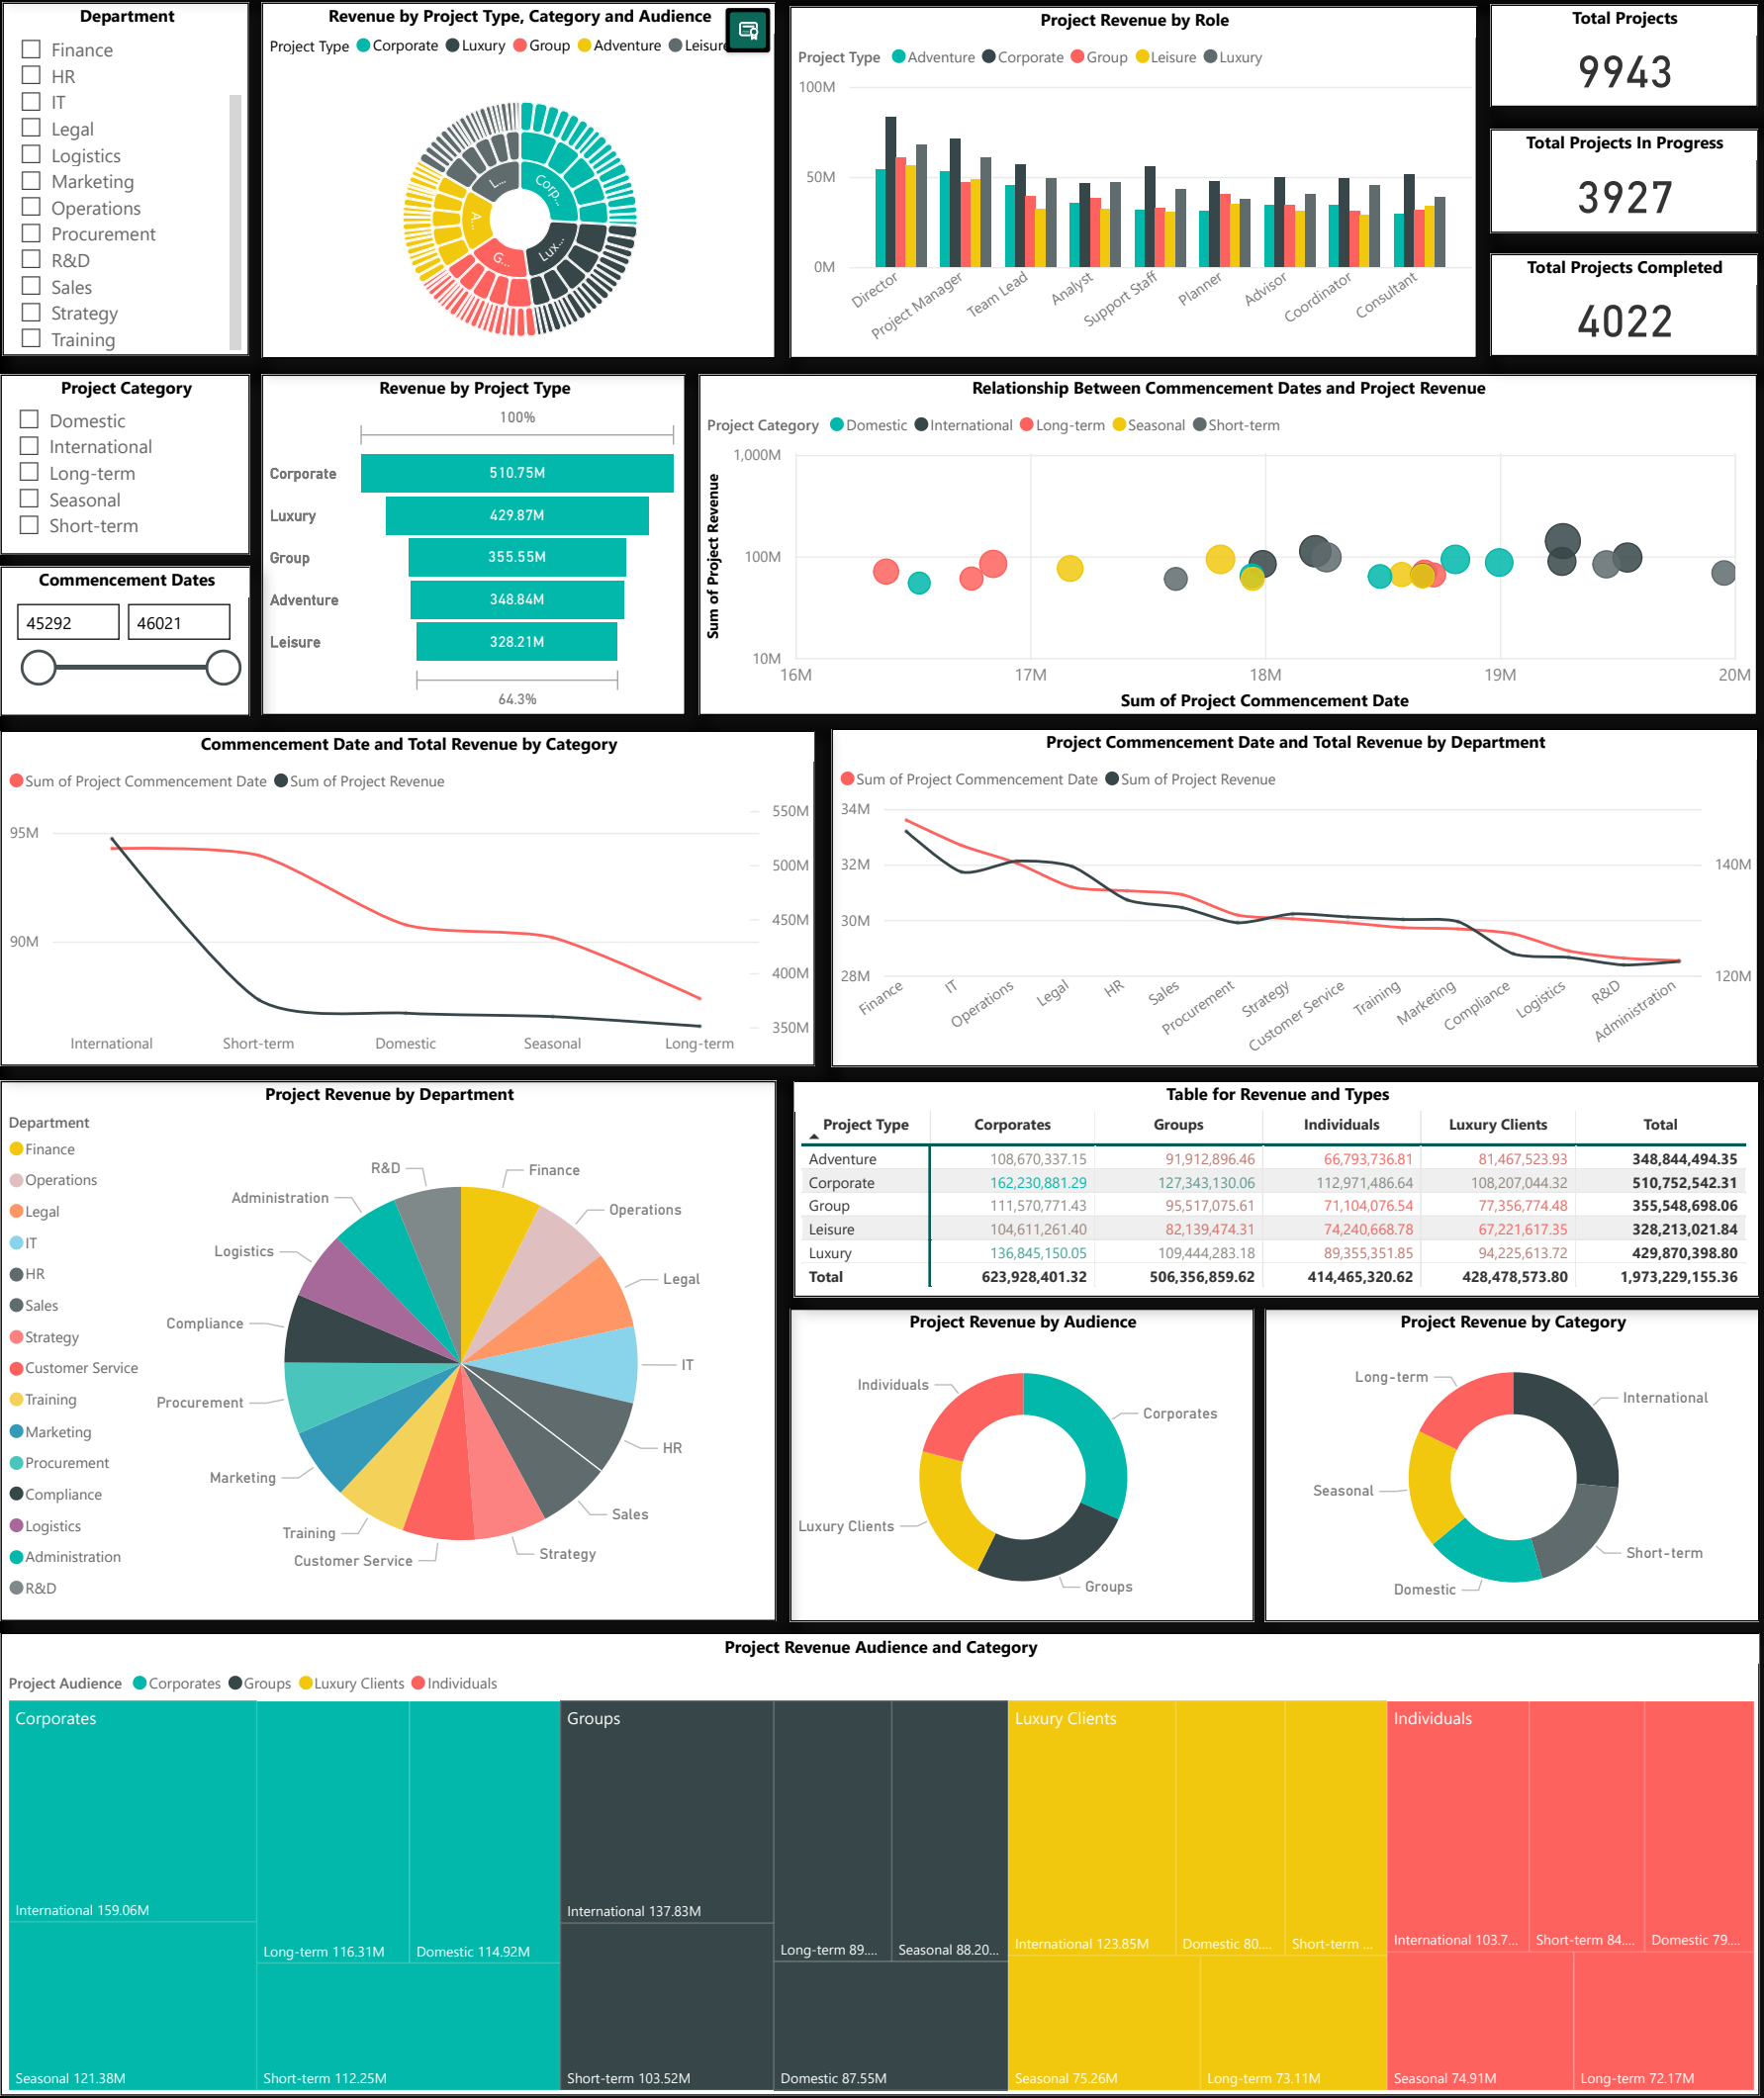 Department
Finance
HR
IT
Legal
Logistics
Marketing
Operations
Procurement
R&D
Sales
Strategy
Training
Revenue by Project Type, Category and Audience
Project Type Corporate Luxury Group Adventure Leisure
Corp...
Lux...
G...
A...
L...
Project Revenue by Role
Project Type Adventure Corporate Group Leisure Luxury
100M
50M
0M
Director
Project Manager
Team Lead
Analyst
Support Staff
Planner
Advisor
Coordinator
Consultant
Total Projects
9943
Total Projects In Progress
3927
Total Projects Completed
4022
Project Category
Domestic
International
Long-term
Seasonal
Short-term
Commencement Dates
45292 46021
Revenue by Project Type
100%
Corporate 510.75M
Luxury 429.87M
Group 355.55M
Adventure 348.84M
Leisure 328.21M
64.3%
Relationship Between Commencement Dates and Project Revenue
Project Category Domestic International Long-term Seasonal Short-term
Sum of Project Revenue
1,000M
100M
10M
16M 17M 18M 19M 20M
Sum of Project Commencement Date
Commencement Date and Total Revenue by Category
Sum of Project Commencement Date Sum of Project Revenue
95M
90M
550M
500M
450M
400M
350M
International Short-term Domestic Seasonal Long-term
Project Commencement Date and Total Revenue by Department
Sum of Project Commencement Date Sum of Project Revenue
34M
32M
30M
28M
140M
120M
Finance
IT
Operations
Legal
HR
Sales
Procurement
Strategy
Customer Service
Training
Marketing
Compliance
Logistics
R&D
Administration
Project Revenue by Department
Department
Finance
Operations
Legal
IT
HR
Sales
Strategy
Customer Service
Training
Marketing
Procurement
Compliance
Logistics
Administration
R&D
Finance
Operations
Legal
IT
HR
Sales
Strategy
Customer Service
Training
Marketing
Procurement
Compliance
Logistics
Administration
R&D
Table for Revenue and Types
Project Type Corporates Groups Individuals Luxury Clients Total
Adventure 108,670,337.15 91,912,896.46 66,793,736.81 81,467,523.93 348,844,494.35
Corporate 162,230,881.29 127,343,130.06 112,971,486.64 108,207,044.32 510,752,542.31
Group 111,570,771.43 95,517,075.61 71,104,076.54 77,356,774.48 355,548,698.06
Leisure 104,611,261.40 82,139,474.31 74,240,668.78 67,221,617.35 328,213,021.84
Luxury 136,845,150.05 109,444,283.18 89,355,351.85 94,225,613.72 429,870,398.80
Total 623,928,401.32 506,356,859.62 414,465,320.62 428,478,573.80 1,973,229,155.36
Project Revenue by Audience
Individuals
Corporates
Luxury Clients
Groups
Project Revenue by Category
Long-term
International
Seasonal
Short-term
Domestic
Project Revenue Audience and Category
Project Audience Corporates Groups Luxury Clients Individuals
Corporates
International 159.06M
Long-term 116.31M
Domestic 114.92M
Seasonal 121.38M
Short-term 112.25M
Groups
International 137.83M
Long-term 89....
Seasonal 88.20...
Short-term 103.52M
Domestic 87.55M
Luxury Clients
International 123.85M
Domestic 80....
Short-term ...
Seasonal 75.26M
Long-term 73.11M
Individuals
International 103.7...
Short-term 84....
Domestic 79....
Seasonal 74.91M
Long-term 72.17M